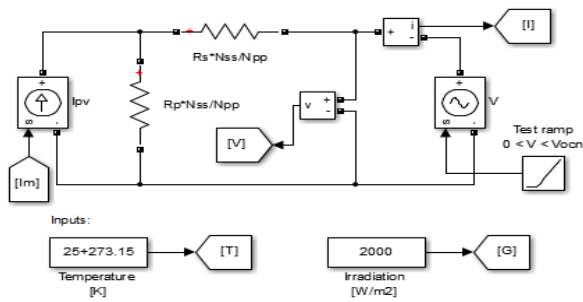 +
i
-
[I]
Rs*Nss/Npp
+
Ipv
s
-
Rp*Nss/Npp
v
+
-
[V]
+
V
s
-
Test ramp
0 < V < Vocn
[Im]
Inputs:
25+273.15
[T]
Temperature
[K]
2000
[G]
Irradiation
[W/m2]